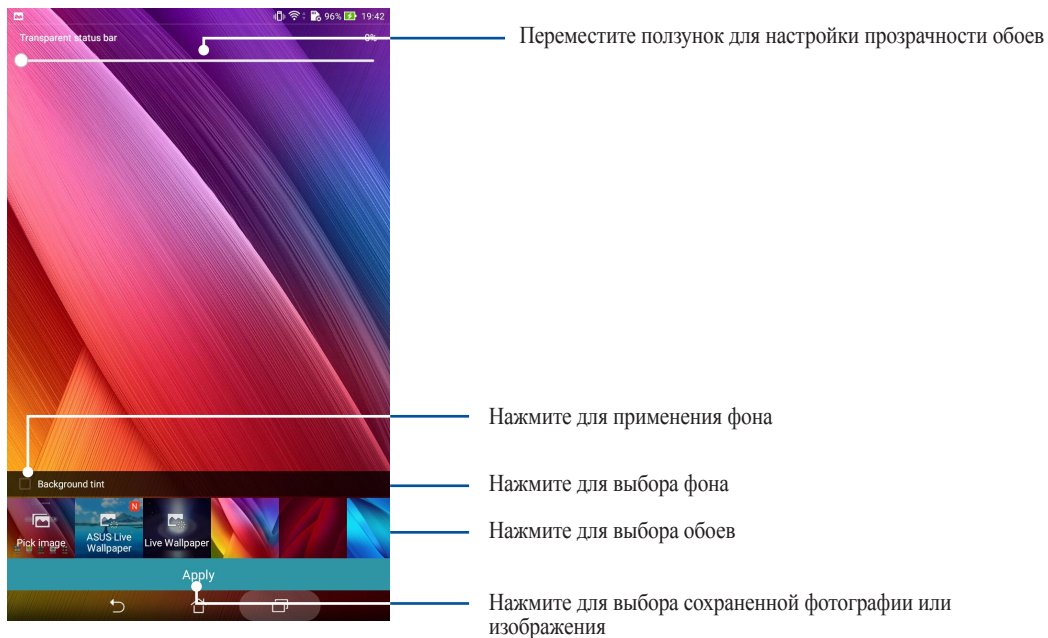 96% 19:42
Transparent status bar 0%
Переместите ползунок для настройки прозрачности обоев
Нажмите для применения фона
Background tint
Нажмите для выбора фона
N
Pick image
ASUS Live
Wallpaper
Live Wallpaper
Нажмите для выбора обоев
Apply
Нажмите для выбора сохраненной фотографии или
изображения